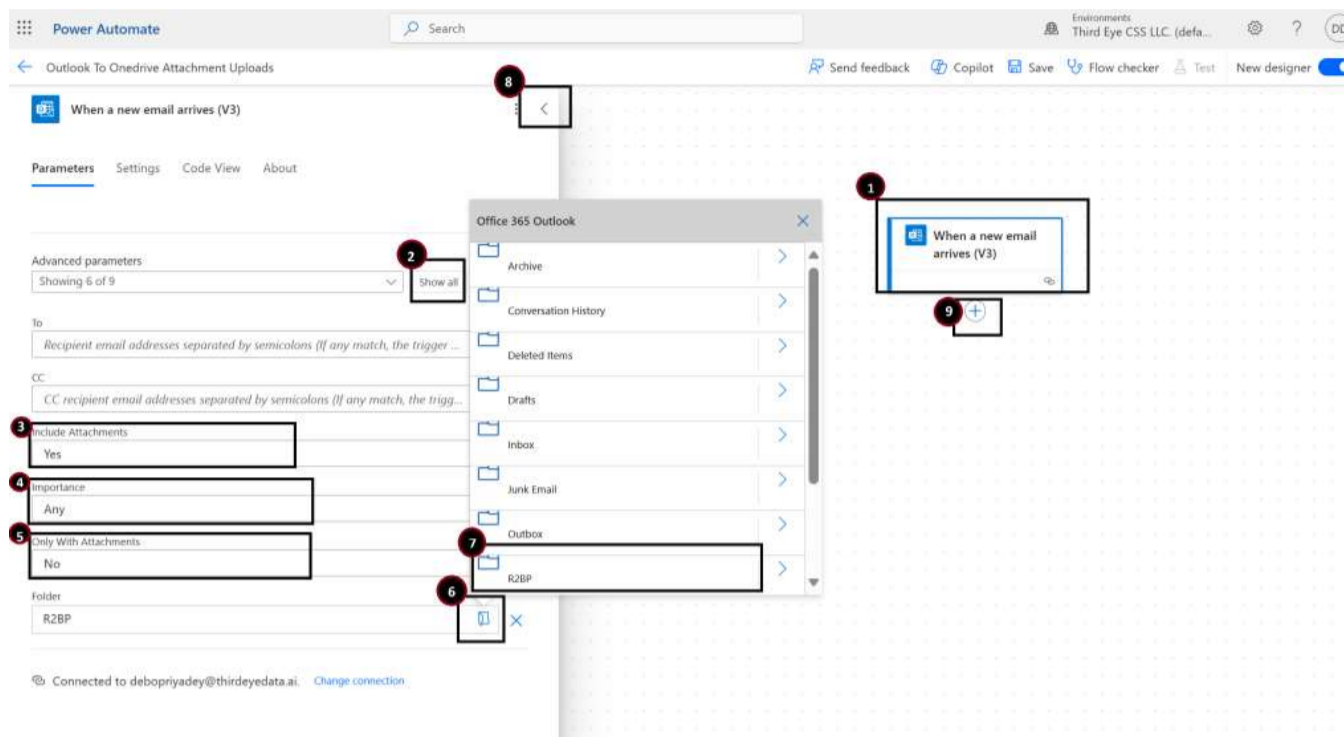 Power Automate
Search
Environments
Third Eye CSS LLC. (defa...
?
DD
Outlook To Onedrive Attachment Uploads
Send feedback
Copilot
Save
Flow checker
Test
New designer
8
When a new email arrives (V3)
Parameters
Settings
Code View
About
Advanced parameters
Showing 6 of 9
2
Show all
To
Recipient email addresses separated by semicolons (If any match, the trigger ...
CC
CC recipient email addresses separated by semicolons (If any match, the trigg...
3
Include Attachments
Yes
4
Importance
Any
5
Only With Attachments
No
Folder
R2BP
6
Connected to debopriyadey@thirdeyedata.ai.
Change connection
Office 365 Outlook
Archive
Conversation History
Deleted Items
Drafts
Inbox
Junk Email
Outbox
7
R2BP
1
When a new email
arrives (V3)
9